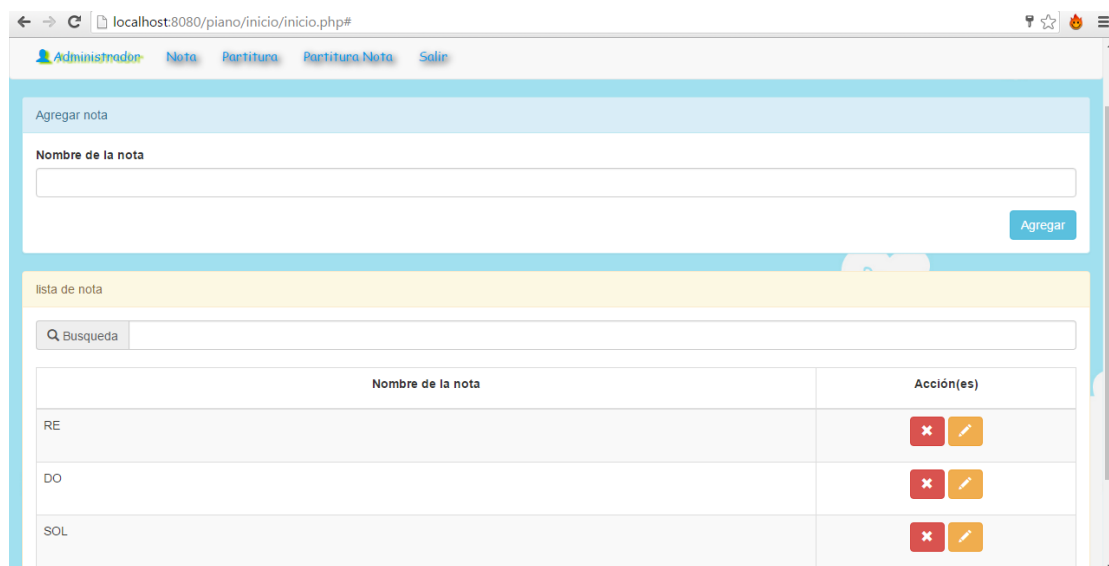 localhost:8080/piano/inicio/inicio.php#
Administrador Nota Partitura Partitura Nota Salir
Agregar nota
Nombre de la nota
Agregar
lista de nota
Busqueda
Nombre de la nota Acción(es)
RE
DO
SOL